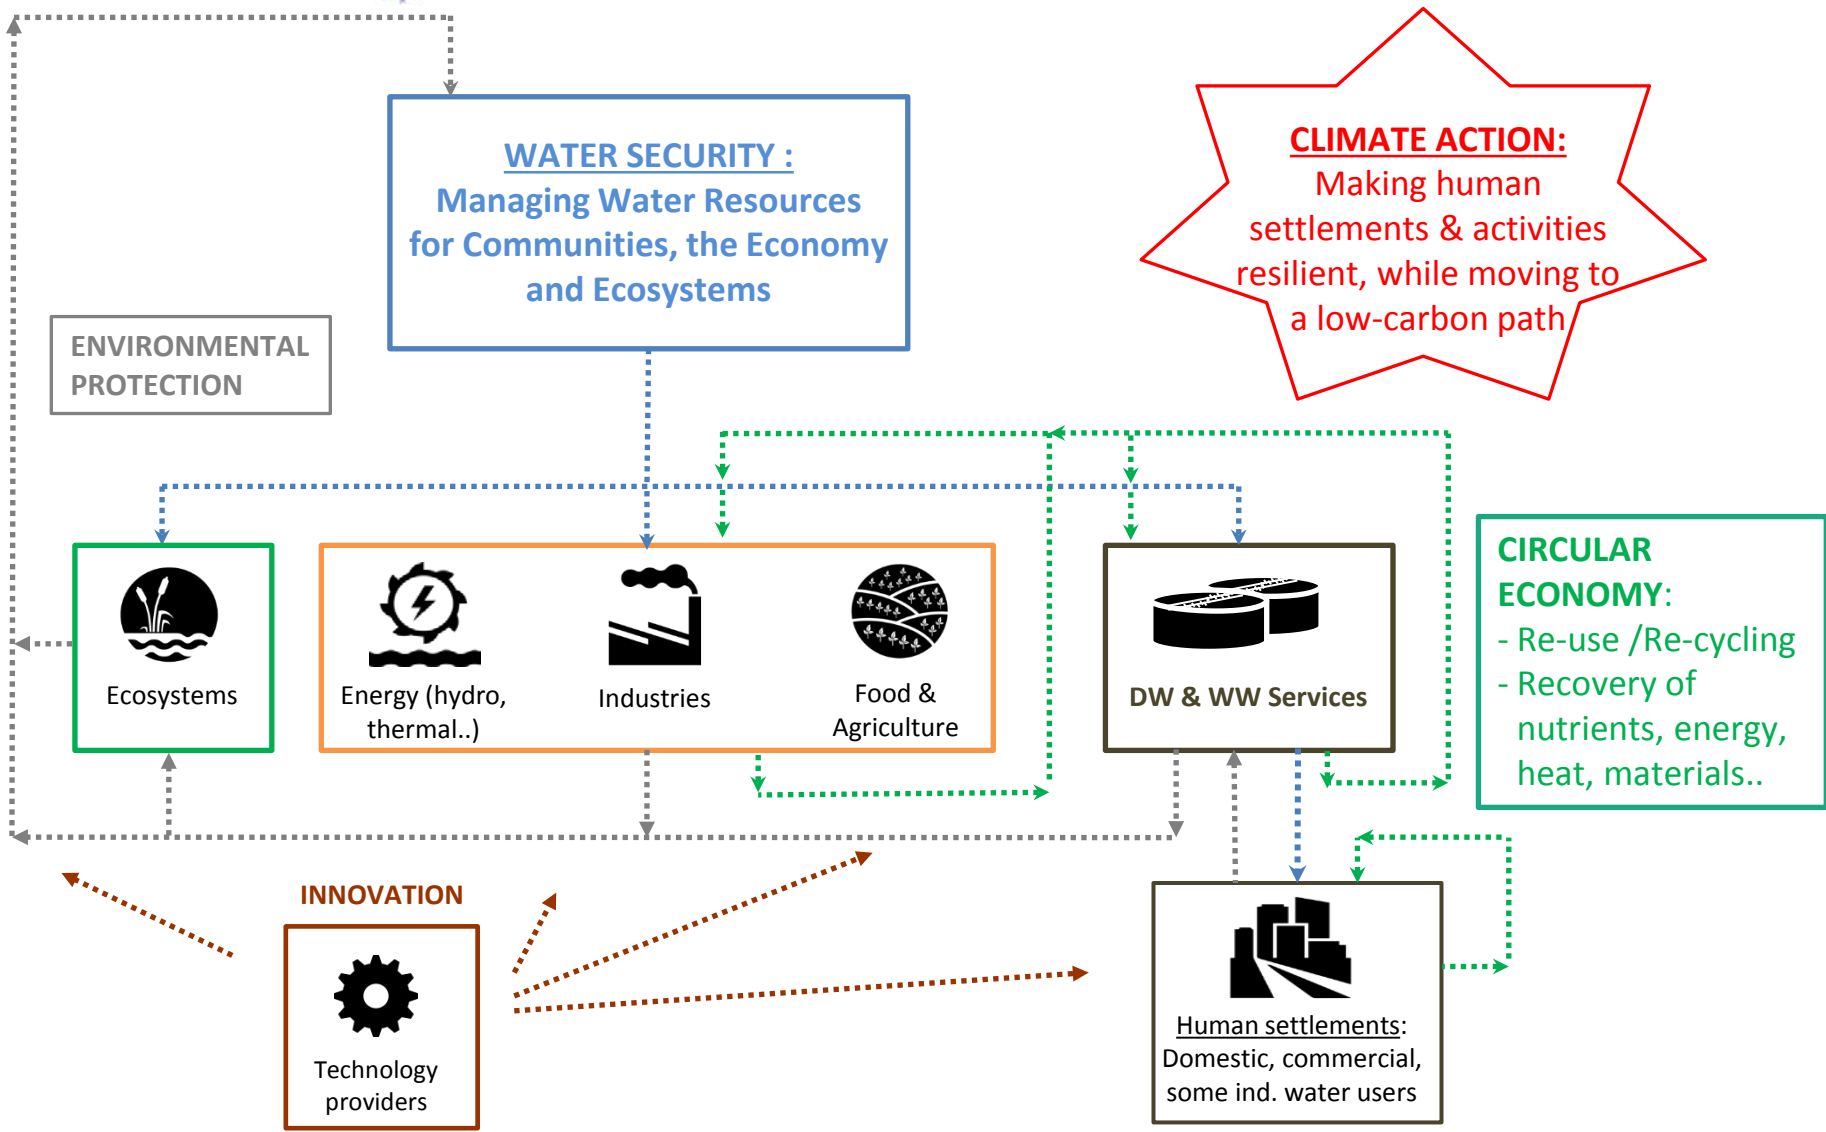 WATER SECURITY :
Managing Water Resources
for Communities, the Economy
and Ecosystems
CLIMATE ACTION:
Making human
settlements & activities
resilient, while moving to
a low-carbon path
ENVIRONMENTAL
PROTECTION
Ecosystems
Energy (hydro,
thermal..)
Industries
Food &
Agriculture
DW & WW Services
CIRCULAR
ECONOMY:
- Re-use /Re-cycling
- Recovery of
nutrients, energy,
heat, materials..
INNOVATION
Technology
providers
Human settlements:
Domestic, commercial,
some ind. water users